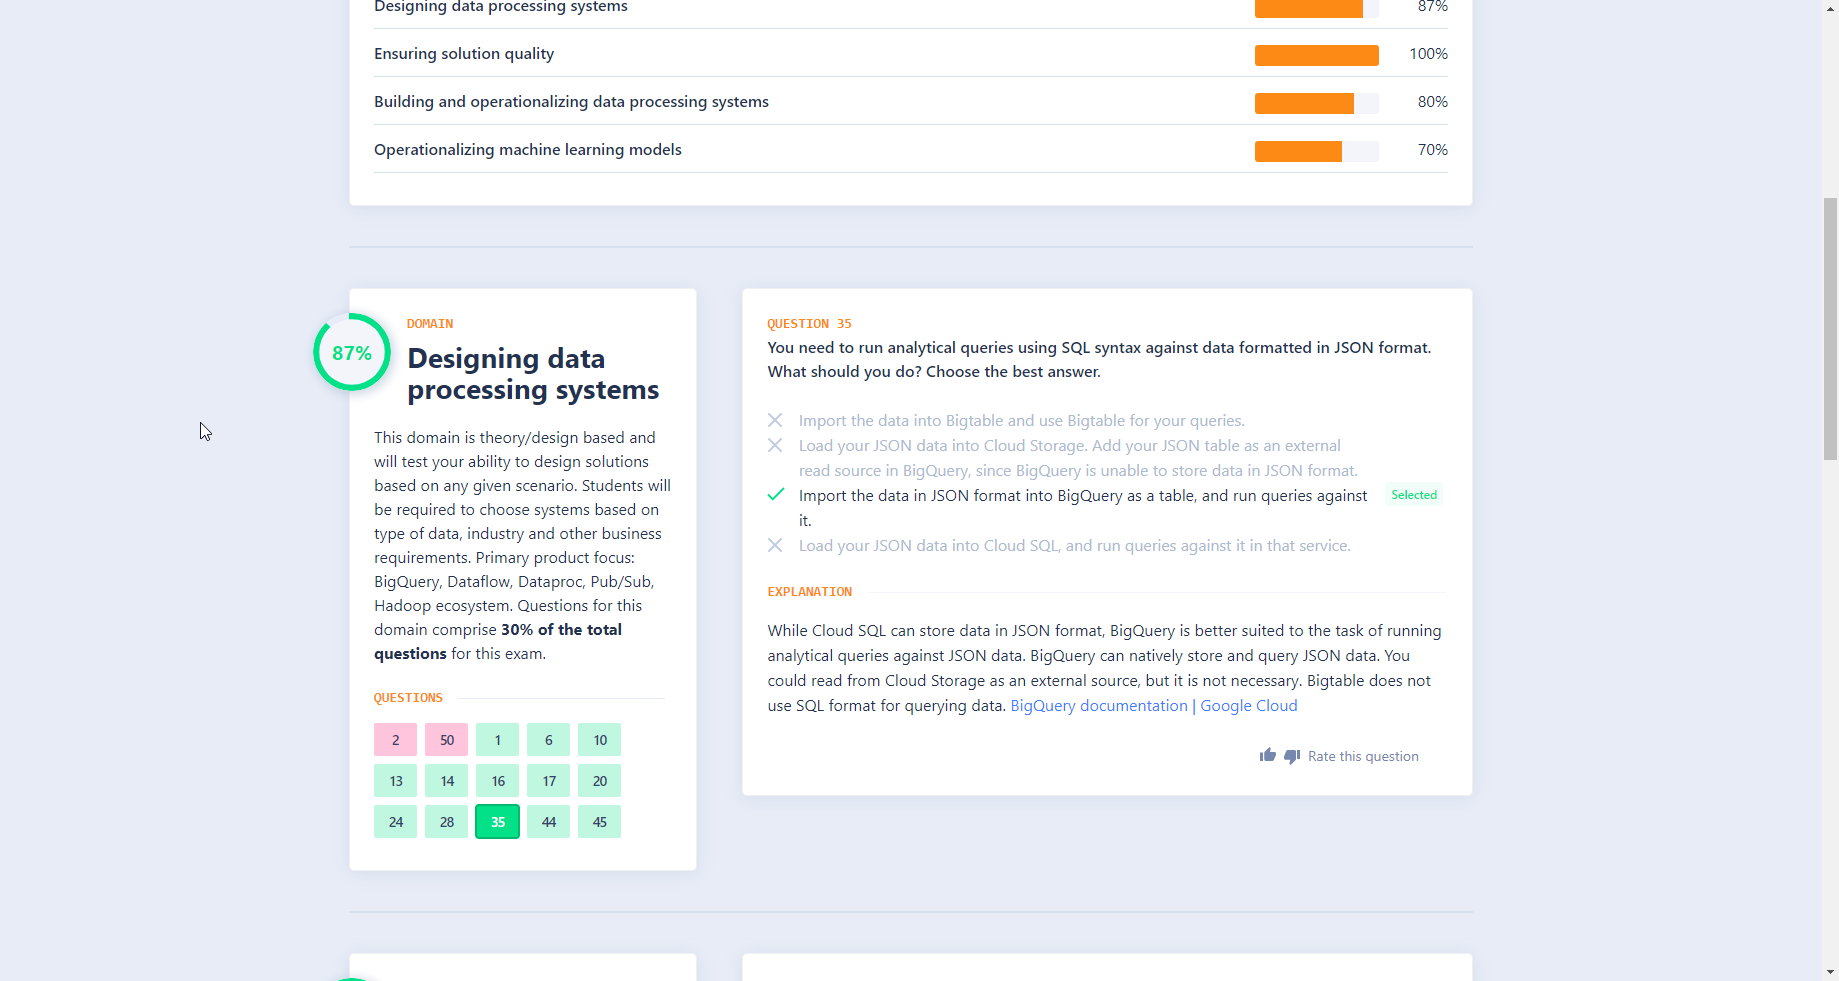 Designing data processing systems 87%
Ensuring solution quality 100%
Building and operationalizing data processing systems 80%
Operationalizing machine learning models 70%
87%
DOMAIN
Designing data
processing systems
This domain is theory/design based and
will test your ability to design solutions
based on any given scenario. Students will
be required to choose systems based on
type of data, industry and other business
requirements. Primary product focus:
BigQuery, Dataflow, Dataproc, Pub/Sub,
Hadoop ecosystem. Questions for this
domain comprise 30% of the total
questions for this exam.
QUESTIONS
2 50 1 6 10
13 14 16 17 20
24 28 35 44 45
QUESTION 35
You need to run analytical queries using SQL syntax against data formatted in JSON format.
What should you do? Choose the best answer.
Import the data into Bigtable and use Bigtable for your queries.
Load your JSON data into Cloud Storage. Add your JSON table as an external
read source in BigQuery, since BigQuery is unable to store data in JSON format.
Import the data in JSON format into BigQuery as a table, and run queries against Selected
it.
Load your JSON data into Cloud SQL, and run queries against it in that service.
EXPLANATION
While Cloud SQL can store data in JSON format, BigQuery is better suited to the task of running
analytical queries against JSON data. BigQuery can natively store and query JSON data. You
could read from Cloud Storage as an external source, but it is not necessary. Bigtable does not
use SQL format for querying data. BigQuery documentation | Google Cloud
Rate this question